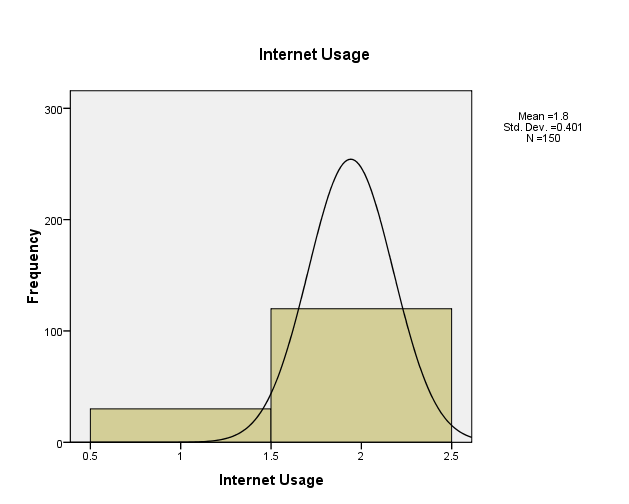 Internet Usage
Mean =1.8
Std. Dev. =0.401
N =150
300
200
100
0
Frequency
0.5 1 1.5 2 2.5
Internet Usage